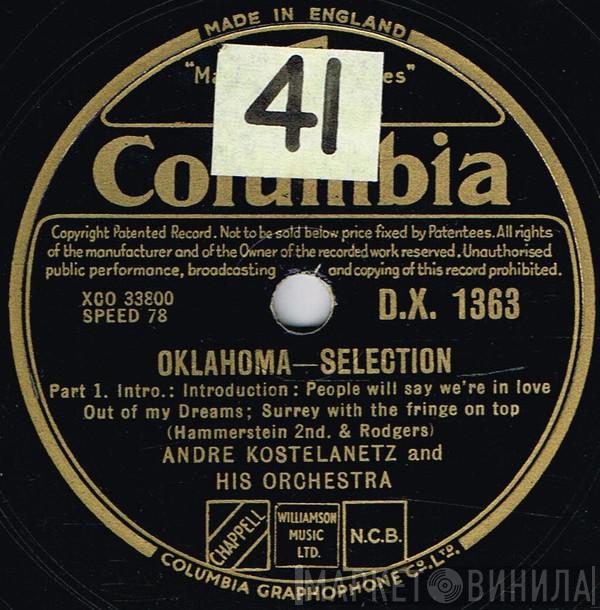 MADE IN ENGLAND
"Ma es"
41
Columbia
Copyright Patented Record. Not to be sold below price fixed by Patentees. All rights
of the manufacturer and of the Owner of the recorded work reserved. Unauthorised
public performance, broadcasting and copying of this record prohibited.
XCO 33800
SPEED 78
D.X. 1363
OKLAHOMA—SELECTION
Part 1. Intro.: Introduction: People will say we're in love
Out of my Dreams; Surrey with the fringe on top
(Hammerstein 2nd. & Rodgers)
ANDRE KOSTELANETZ and
HIS ORCHESTRA
CHAPPELL
WILLIAMSON
MUSIC
LTD.
N.C.B.
COLUMBIA GRAPHOPHONE CO. LTD.
МАРКЕТ ВИНИЛА